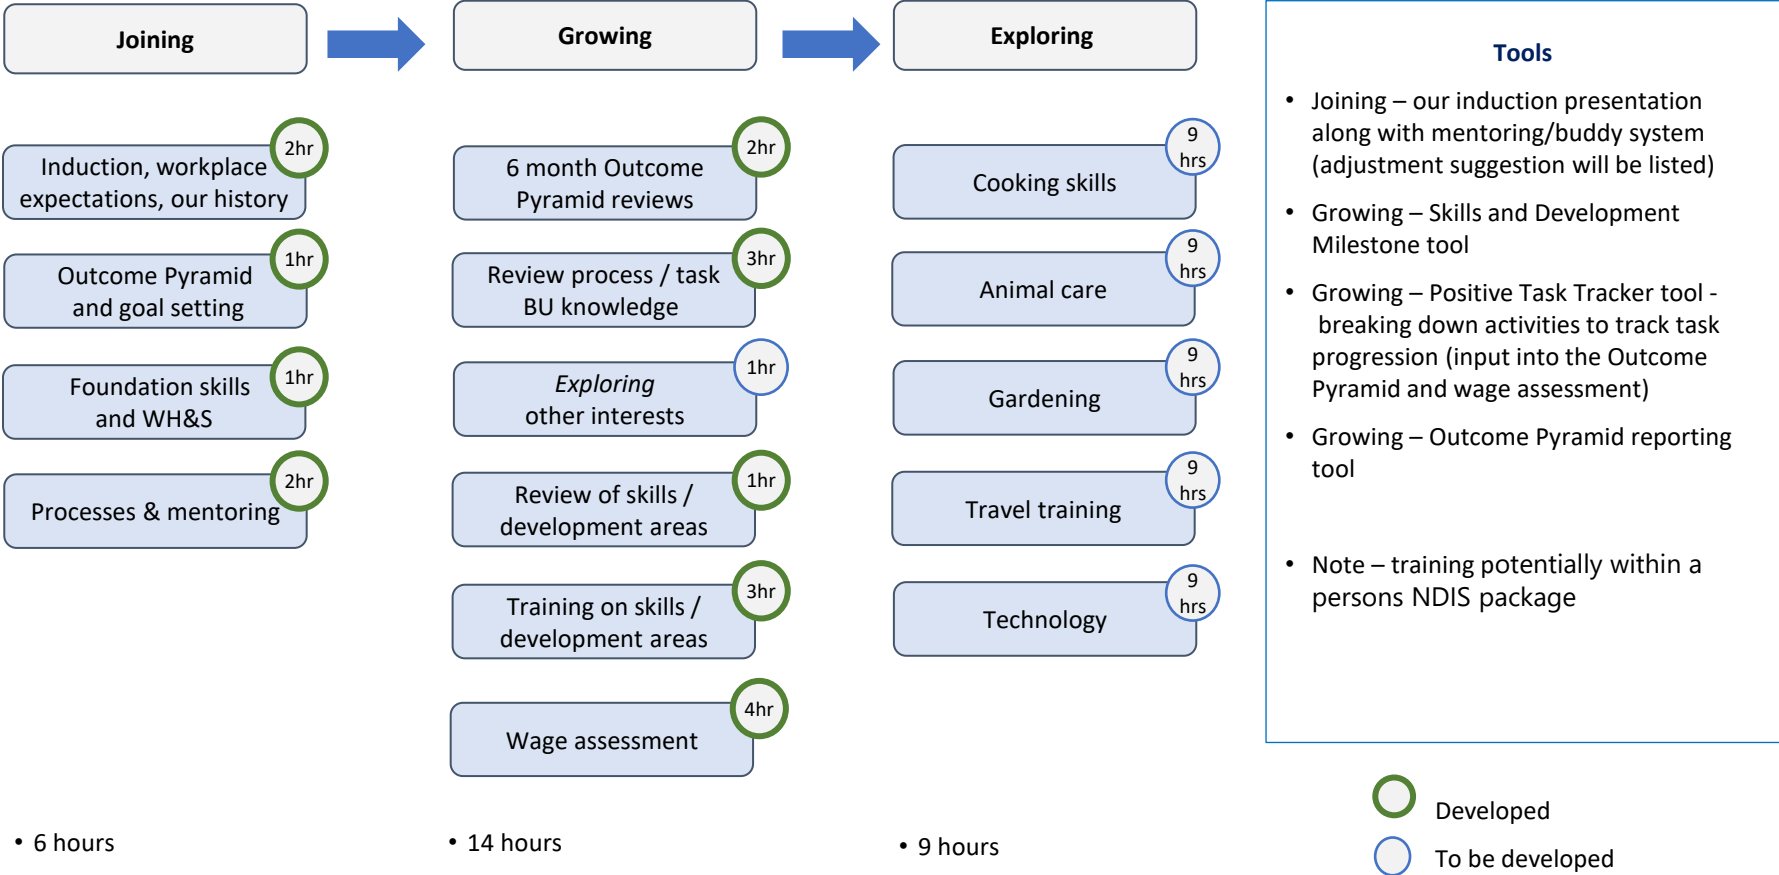 Joining
2hr
Induction, workplace
expectations, our history
1hr
Outcome Pyramid
and goal setting
1hr
Foundation skills
and WH&S
2hr
Processes & mentoring
• 6 hours
Growing
2hr
6 month Outcome
Pyramid reviews
3hr
Review process / task
BU knowledge
1hr
Exploring
other interests
1hr
Review of skills /
development areas
3hr
Training on skills /
development areas
4hr
Wage assessment
• 14 hours
Exploring
9
hrs
Cooking skills
9
hrs
Animal care
9
hrs
Gardening
9
hrs
Travel training
9
hrs
Technology
• 9 hours
Tools
• Joining – our induction presentation
along with mentoring/buddy system
(adjustment suggestion will be listed)
• Growing – Skills and Development
Milestone tool
• Growing – Positive Task Tracker tool -
breaking down activities to track task
progression (input into the Outcome
Pyramid and wage assessment)
• Growing – Outcome Pyramid reporting
tool
• Note – training potentially within a
persons NDIS package
Developed
To be developed